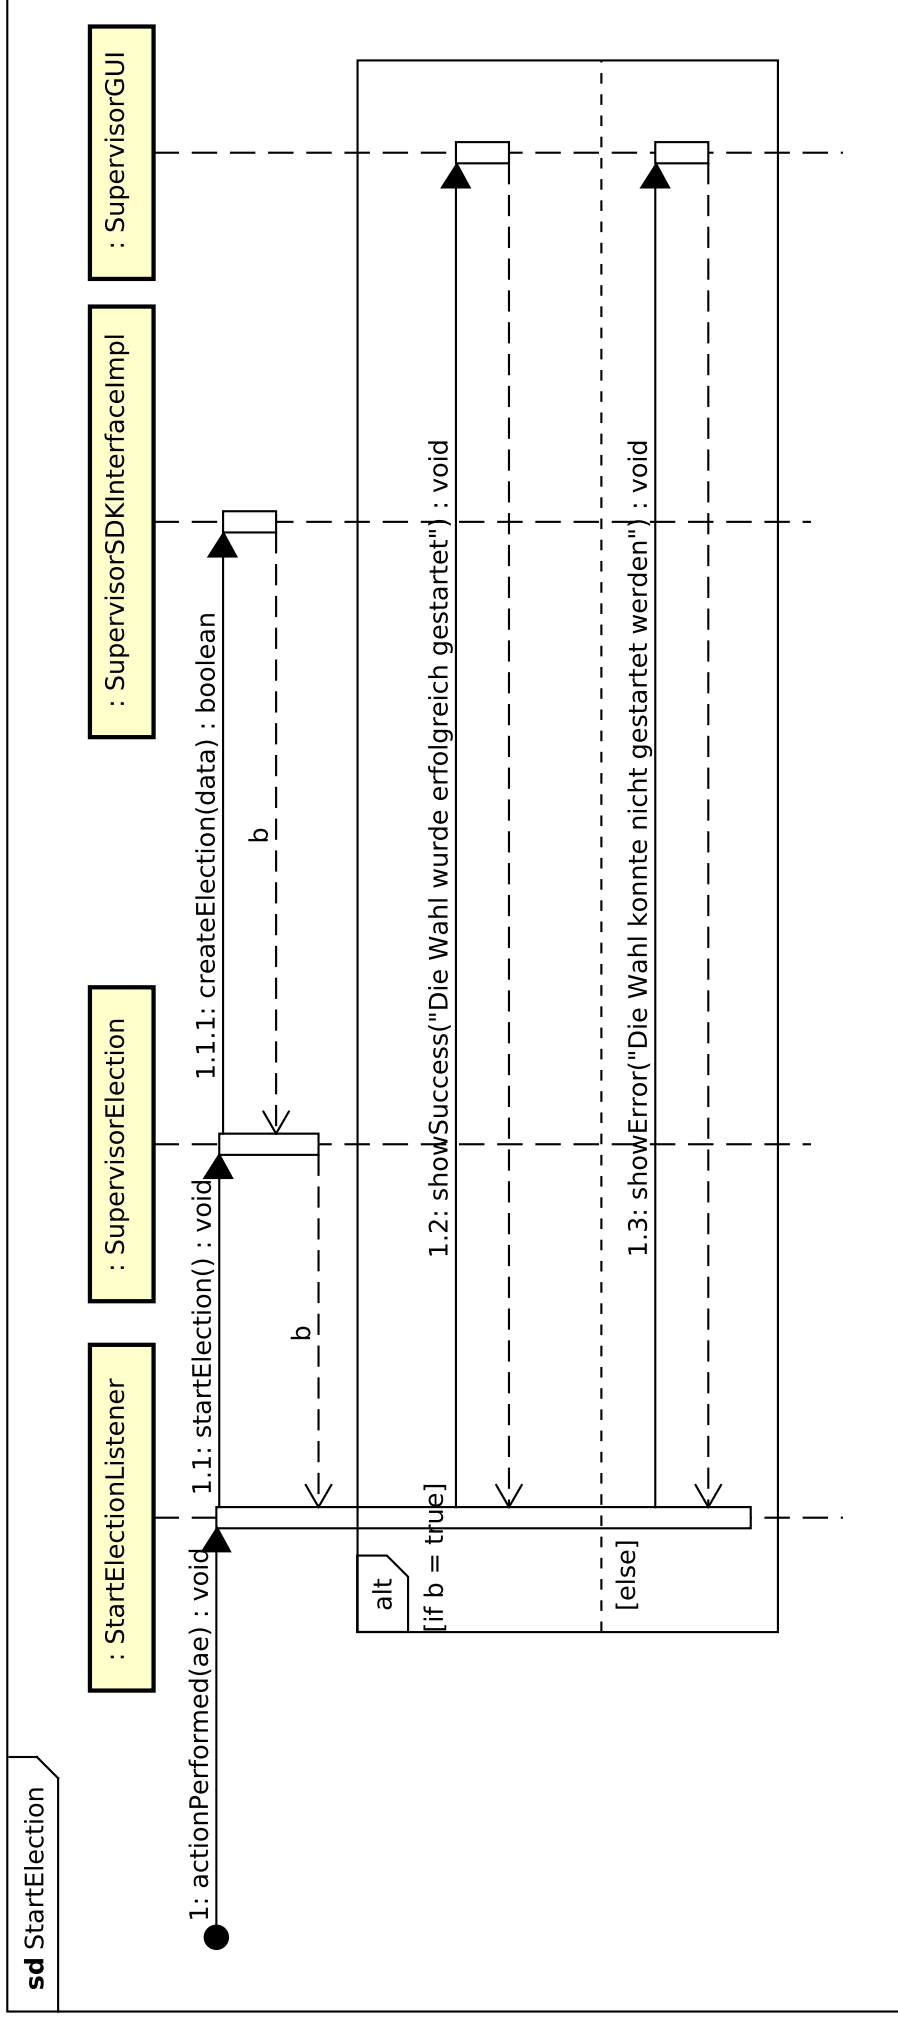 sd StartElection
: StartElectionListener
: SupervisorElection
: SupervisorSDKInterfaceImpl
: SupervisorGUI
1: actionPerformed(ae) : void
1.1: startElection() : void
1.1.1: createElection(data) : boolean
b
b
alt
[if b = true]
1.2: showSuccess("Die Wahl wurde erfolgreich gestartet") : void
[else]
1.3: showError("Die Wahl konnte nicht gestartet werden") : void